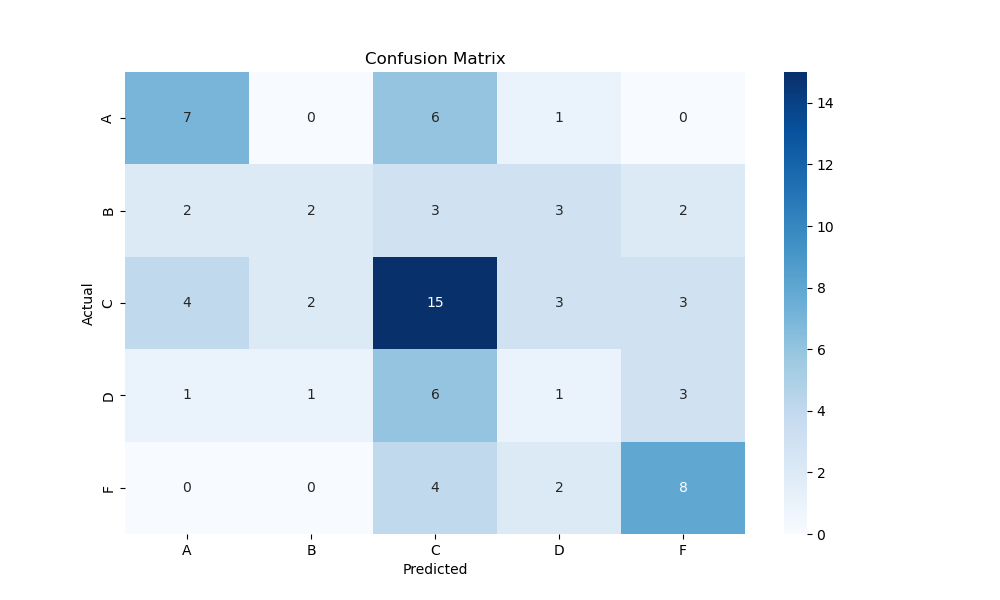 Confusion Matrix
A 7 0 6 1 0
B 2 2 3 3 2
C 4 2 15 3 3
D 1 1 6 1 3
F 0 0 4 2 8
A B C D F
Predicted
Actual
14
12
10
8
6
4
2
0